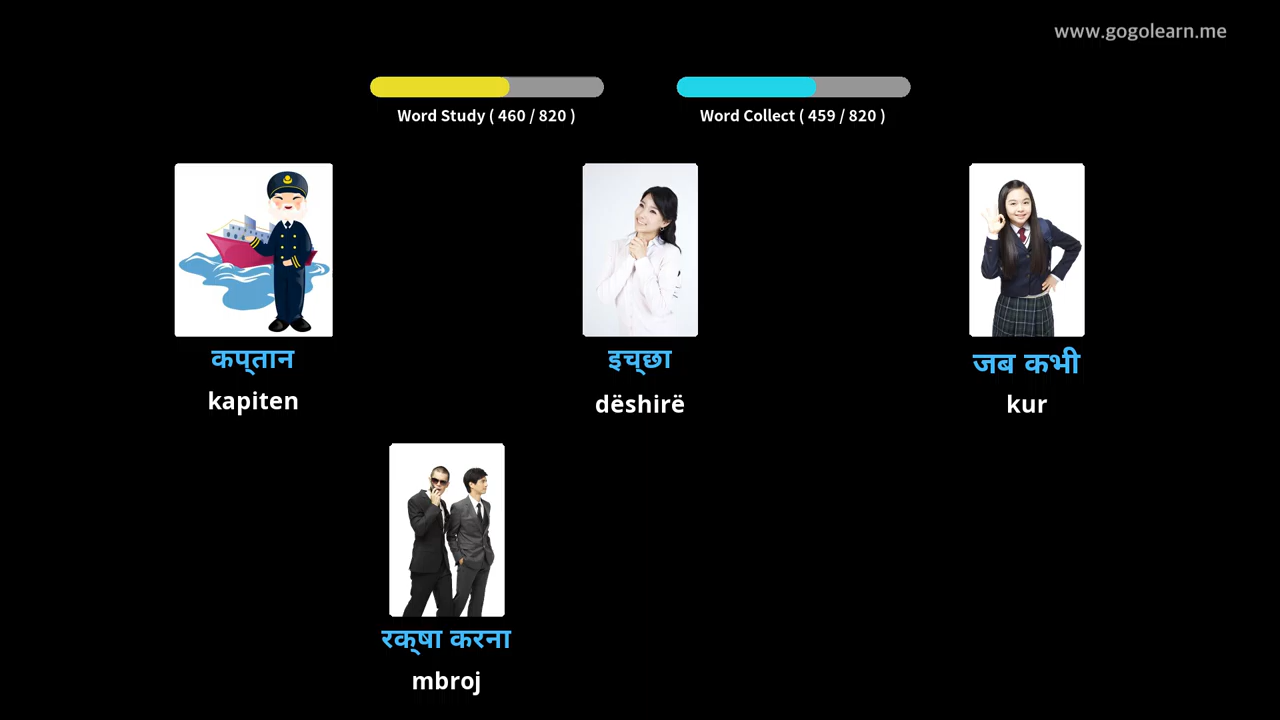 www.gogolearn.me
Word Study ( 460 / 820 )
Word Collect ( 459 / 820 )
कप्तान
इच्छा
जब कभी
kapiten
dëshirë
kur
रक्षा करना
mbroj